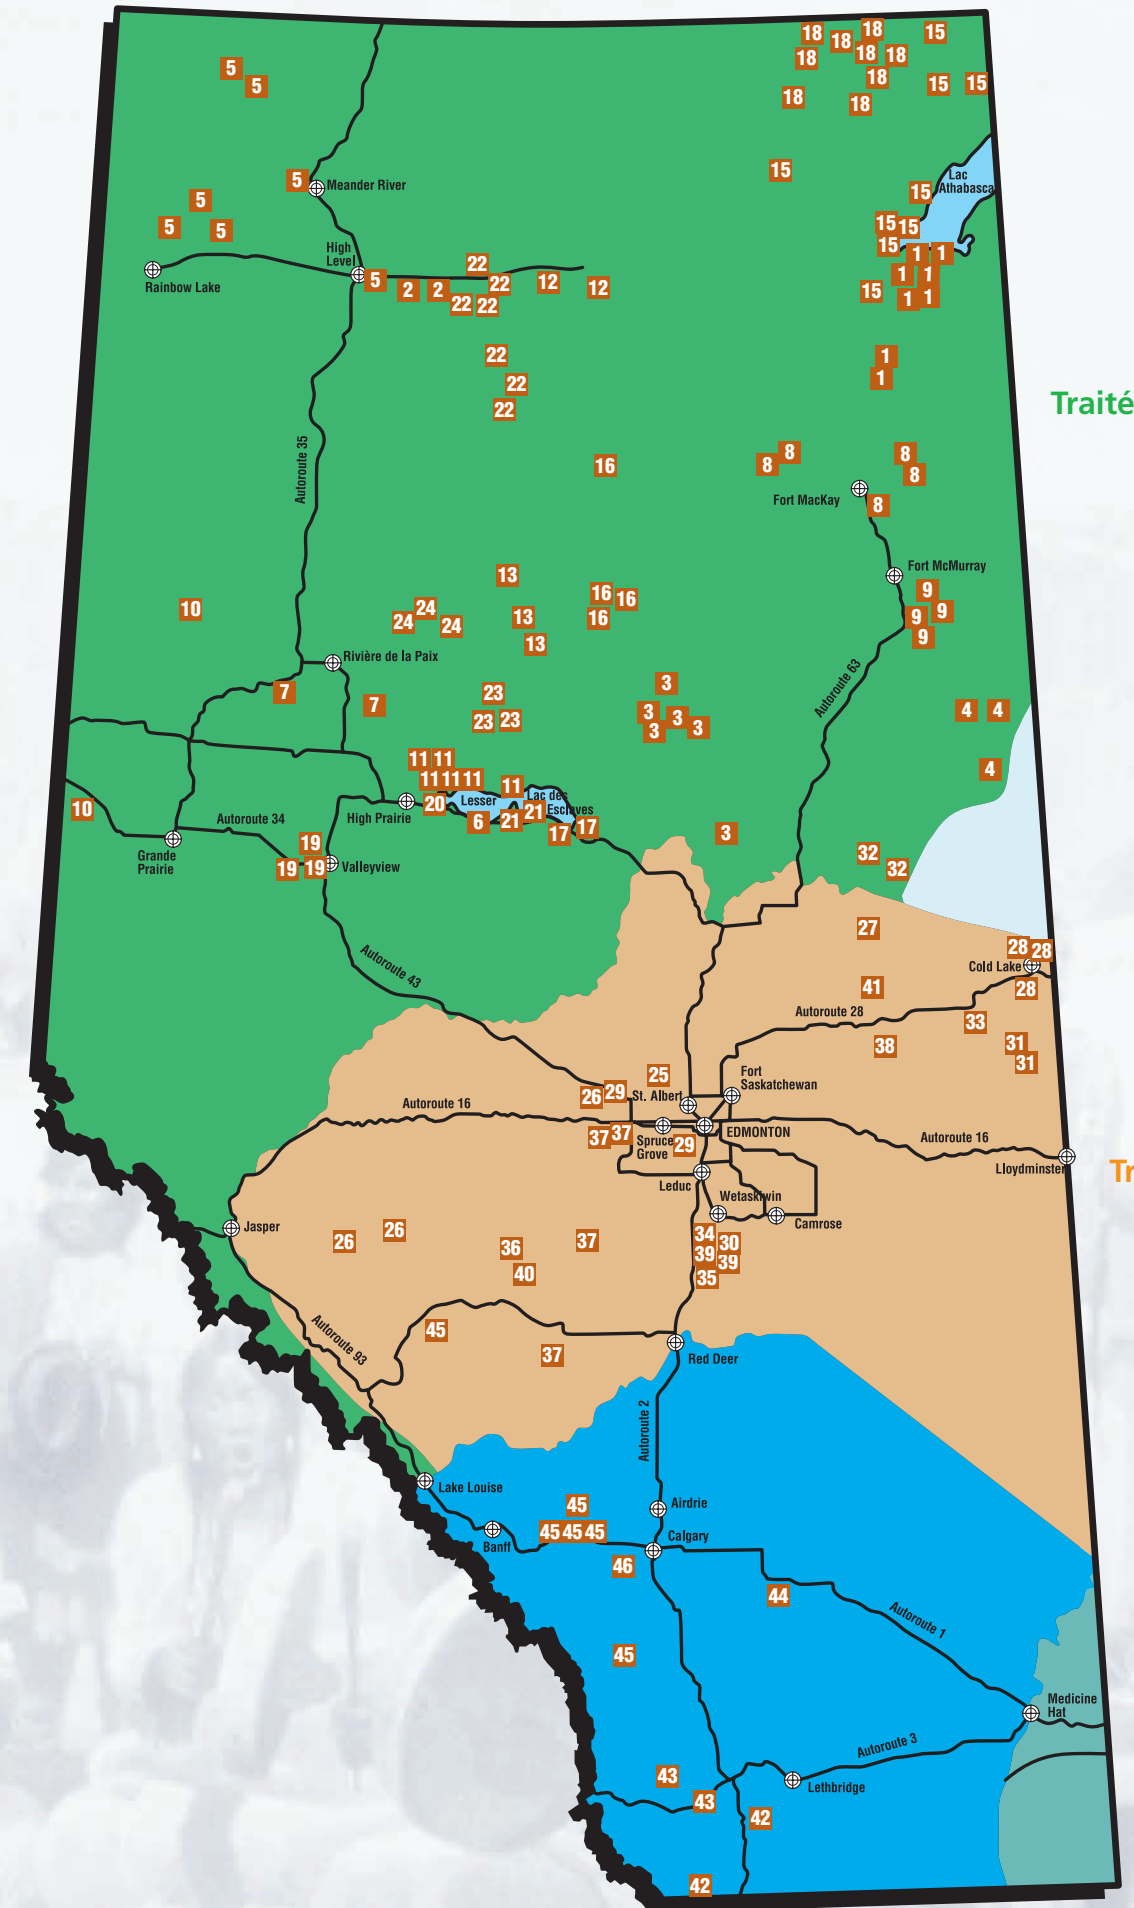 18
18
18
15
18
18
18
5
18
15
15
5
18
18
15
Lac
Athabasca
5
Meander River
15
5
15
15
5
5
15
High
Level
1
1
22
Rainbow Lake
5
1
1
22
12
12
2
2
15
1
1
22
22
22
1
1
22
22
Traité
Autoroute 35
8
8
16
8
8
Fort MacKay
8
Fort McMurray
13
9
16
16
10
24
9
24
13
16
9
24
9
13
Rivière de la Paix
3
Autoroute 63
7
23
7
3
3
4
4
23
23
3
3
11
11
4
11
11
11
11
Lesser
Lac des
Esclaves
20
10
High Prairie
21
Autoroute 34
6
21
17
17
3
19
Grande
Prairie
19
19
Valleyview
32
32
27
28
28
Cold Lake
Autoroute 43
41
28
Autoroute 28
33
38
31
31
25
Fort
Saskatchewan
29
26
St. Albert
Autoroute 16
EDMONTON
37
37
Spruce
Grove
29
Autoroute 16
Tr
Lloydminster
Leduc
Wetaskiwin
Camrose
Jasper
26
26
34
37
30
36
39
39
40
35
Autoroute 93
45
37
Red Deer
Autoroute 2
Lake Louise
45
Airdrie
45
45
45
Banff
Calgary
46
44
Autoroute 1
45
Medicine
Hat
Autoroute 3
43
Lethbridge
43
42
42